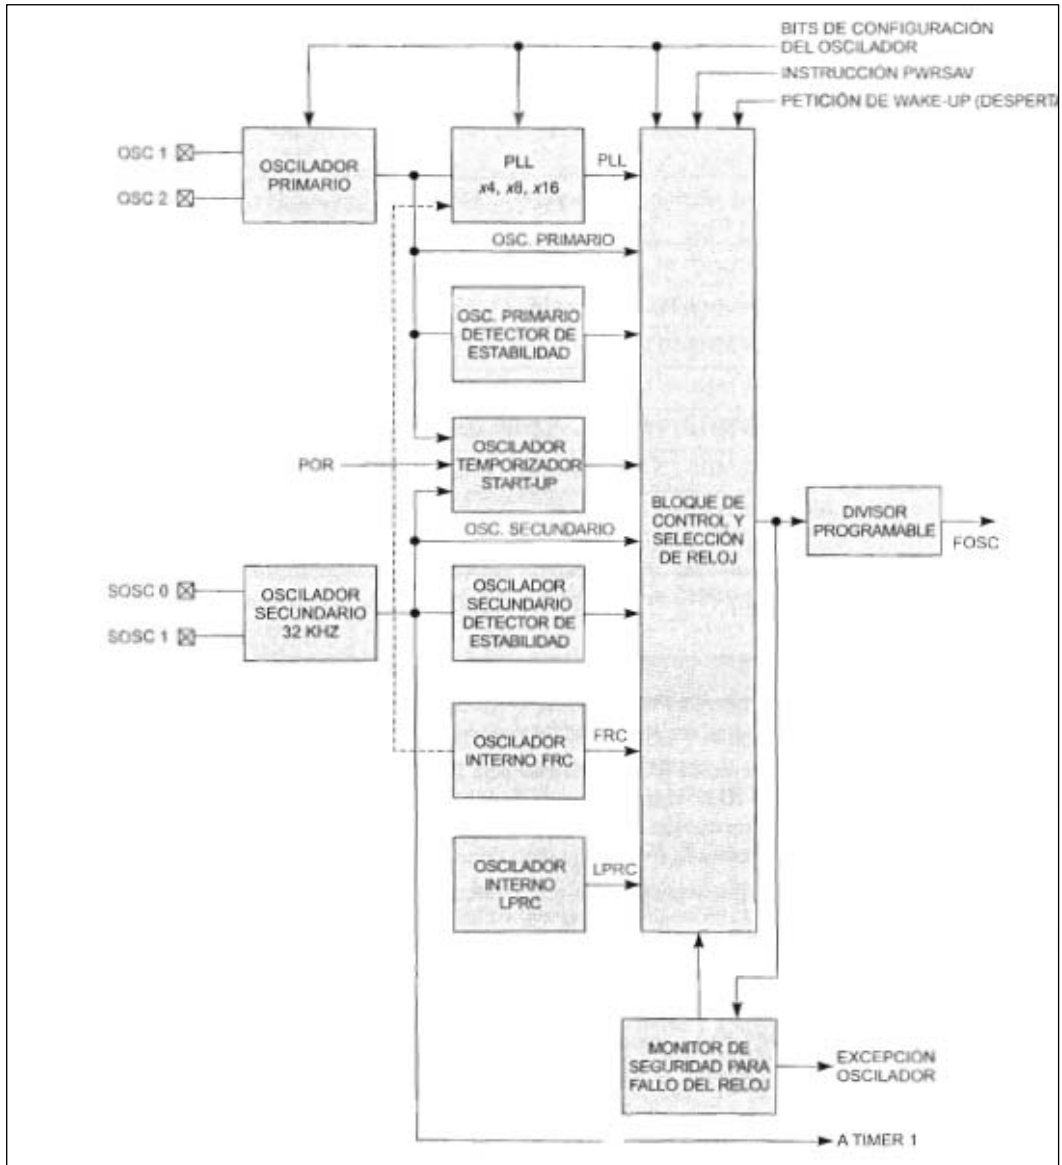 BITS DE CONFIGURACIÓN
DEL OSCILADOR
INSTRUCCIÓN PWRSAV
PETICIÓN DE WAKE-UP (DESPERTA
OSC 1
OSC 2
OSCILADOR
PRIMARIO
PLL
x4, x8, x16
PLL
OSC. PRIMARIO
OSC. PRIMARIO
DETECTOR DE
ESTABILIDAD
POR
OSCILADOR
TEMPORIZADOR
START-UP
OSC. SECUNDARIO
BLOQUE DE
CONTROL Y
SELECCIÓN
DE RELOJ
DIVISOR
PROGRAMABLE
FOSC
SOSC 0
SOSC 1
OSCILADOR
SECUNDARIO
32 KHZ
OSCILADOR
SECUNDARIO
DETECTOR DE
ESTABILIDAD
OSCILADOR
INTERNO FRC
FRC
OSCILADOR
INTERNO
LPRC
LPRC
MONITOR DE
SEGURIDAD PARA
FALLO DEL RELOJ
EXCEPCIÓN
OSCILADOR
A TIMER 1